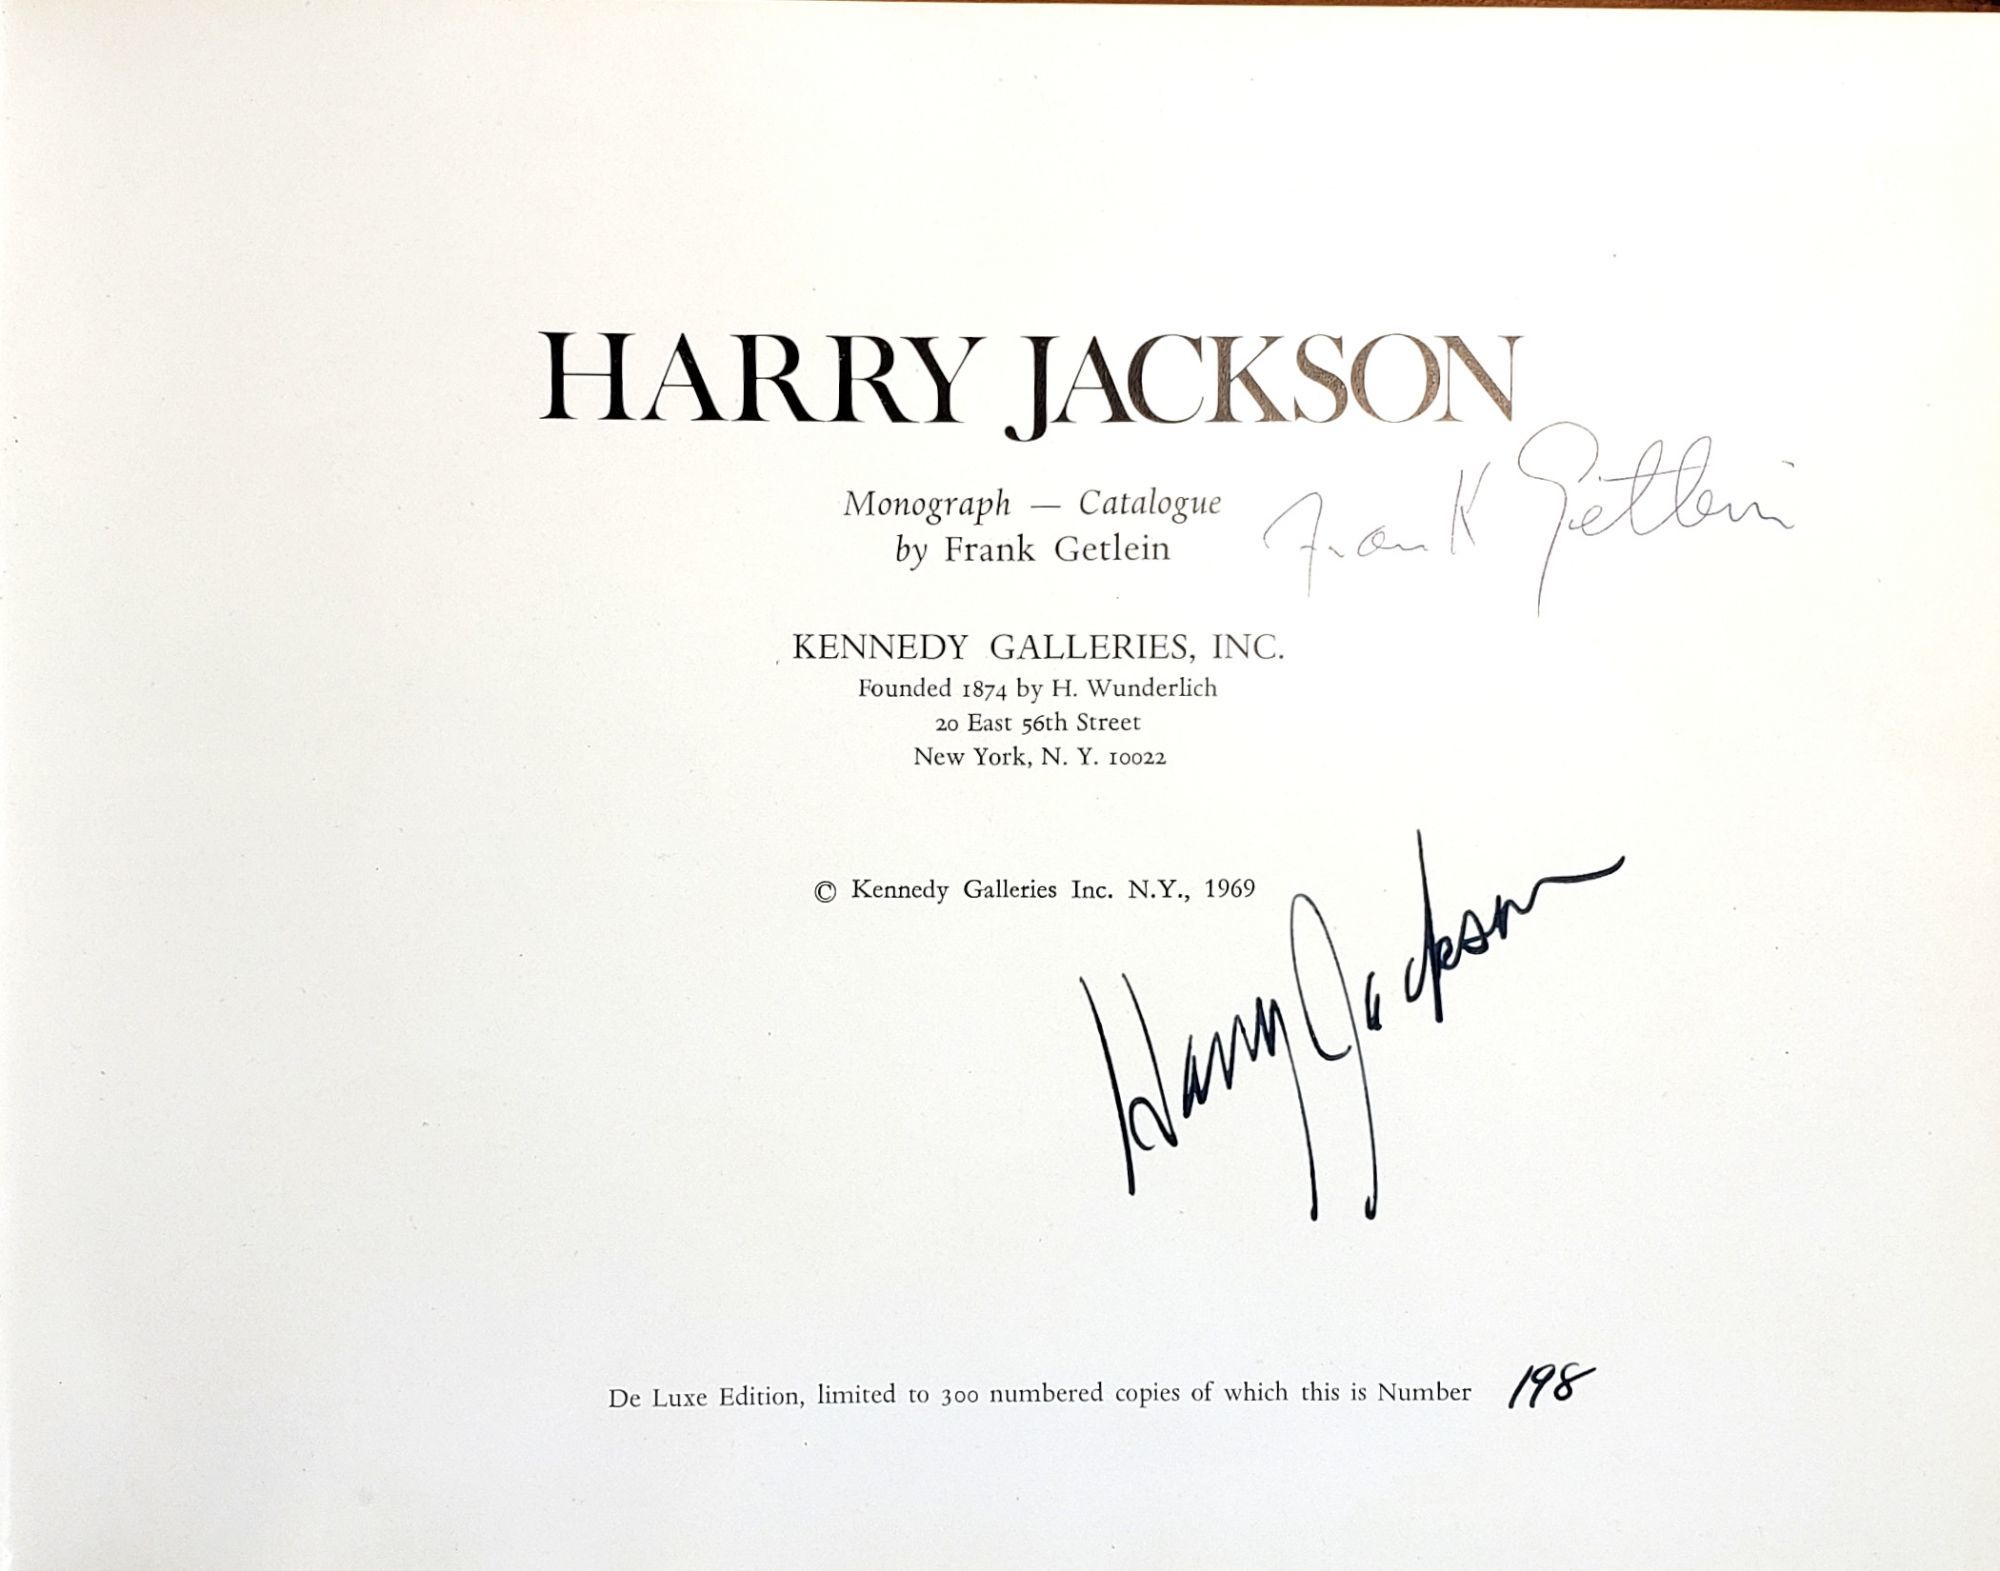 HARRY JACKSON
Monograph — Catalogue
by Frank Getlein
Frank Getlein
KENNEDY GALLERIES, INC.
Founded 1874 by H. Wunderlich
20 East 56th Street
New York, N. Y. 10022
© Kennedy Galleries Inc. N.Y., 1969
Harry Jackson
De Luxe Edition, limited to 300 numbered copies of which this is Number 198